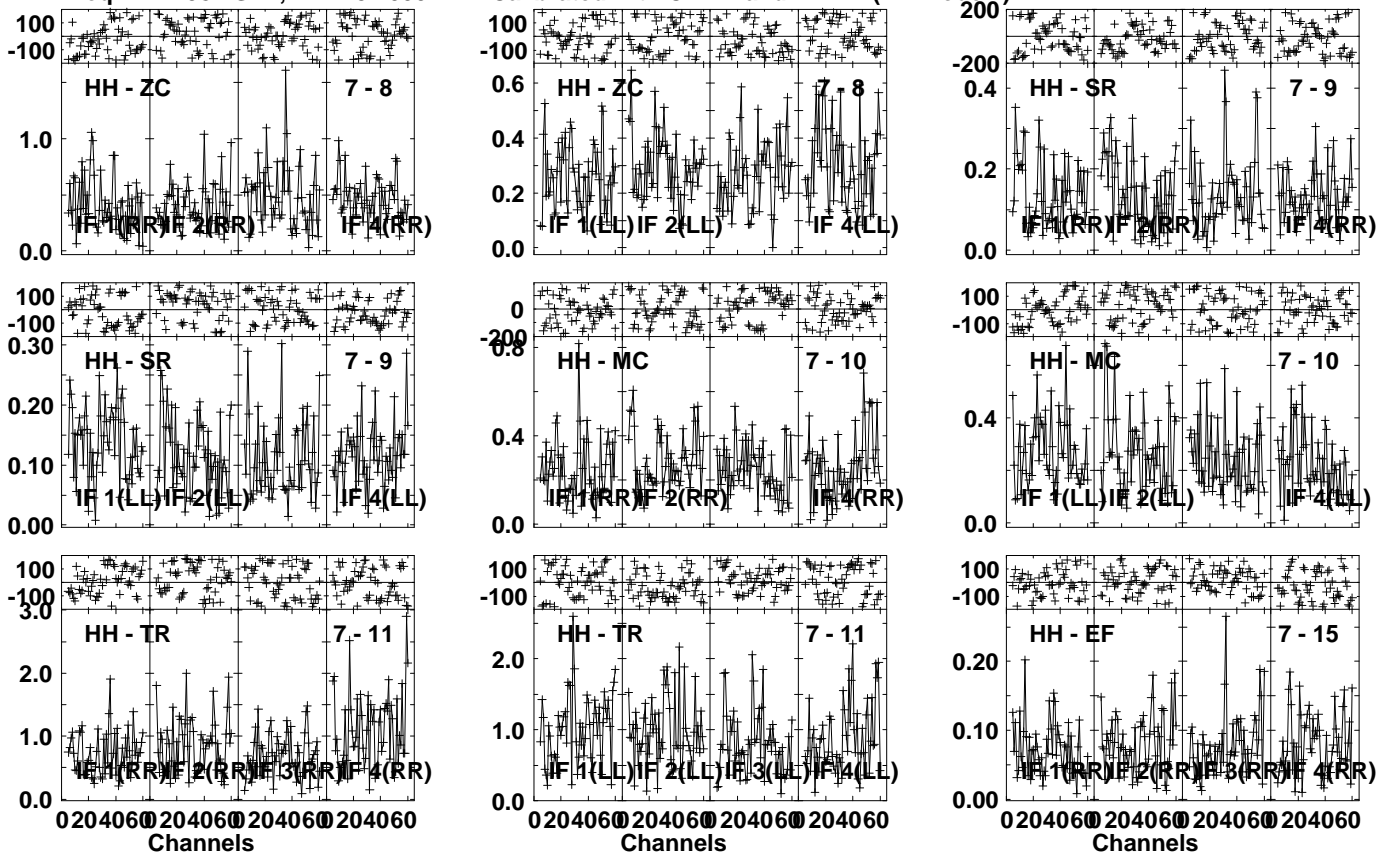 100
-100
HH - ZC 7 - 8
1.0
IF 1(RR) IF 2(RR) IF 4(RR)
0.0
100
-100
0.6
HH - ZC 7 - 8
0.4
0.2
IF 1(LL) IF 2(LL) IF 4(LL)
0.0
200
-200
0.4
HH - SR 7 - 9
0.2
IF 1(RR) IF 2(RR) IF 4(RR)
0.0
100
-100
0.30
HH - SR 7 - 9
0.20
0.10
IF 1(LL) IF 2(LL) IF 4(LL)
0.00
0
-200
0.8
HH - MC 7 - 10
0.4
IF 1(RR) IF 2(RR) IF 4(RR)
0.0
100
-100
HH - MC 7 - 10
0.4
IF 1(LL) IF 2(LL) IF 4(LL)
0.0
100
-100
3.0
HH - TR 7 - 11
2.0
1.0
IF 1(RR) IF 2(RR) IF 3(RR) IF 4(RR)
0.0
0 20 40 60 0 20 40 60 0 20 40 60 0 20 40 60
Channels
100
-100
HH - TR 7 - 11
2.0
1.0
IF 1(LL) IF 2(LL) IF 3(LL) IF 4(LL)
0.0
0 20 40 60 0 20 40 60 0 20 40 60 0 20 40 60
Channels
100
-100
HH - EF 7 - 15
0.20
0.10
IF 1(RR) IF 2(RR) IF 3(RR) IF 4(RR)
0.00
0 20 40 60 0 20 40 60 0 20 40 60 0 20 40 60
Channels